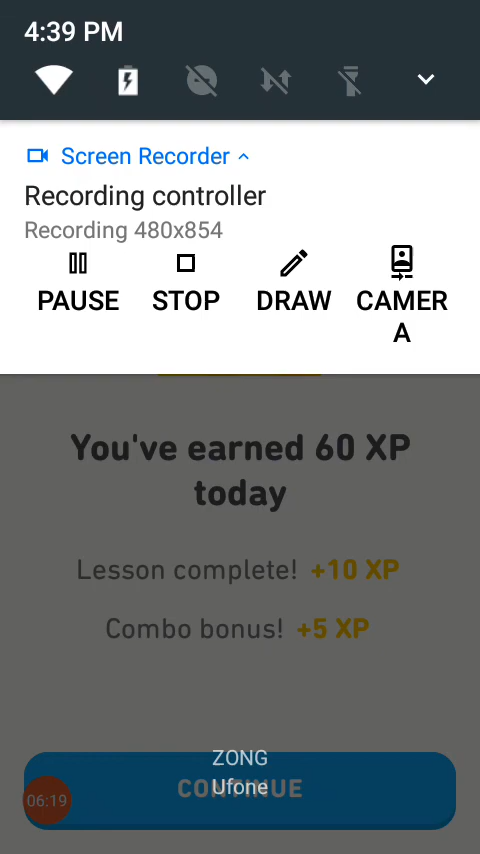 4:39 PM
Screen Recorder
Recording controller
Recording 480x854
PAUSE STOP DRAW CAMER
A
You've earned 60 XP
today
Lesson complete! +10 XP
Combo bonus! +5 XP
ZONG
CONTINUE
Ufone
06:19